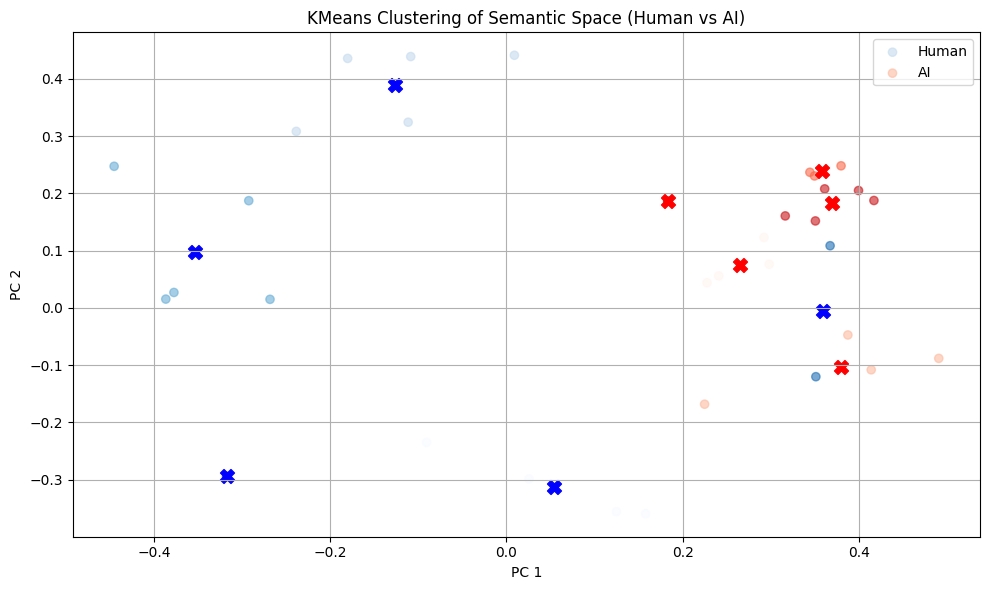 KMeans Clustering of Semantic Space (Human vs AI)
Human
AI
0.4
0.3
0.2
0.1
0.0
−0.1
−0.2
−0.3
PC 2
−0.4
−0.2
0.0
0.2
0.4
PC 1